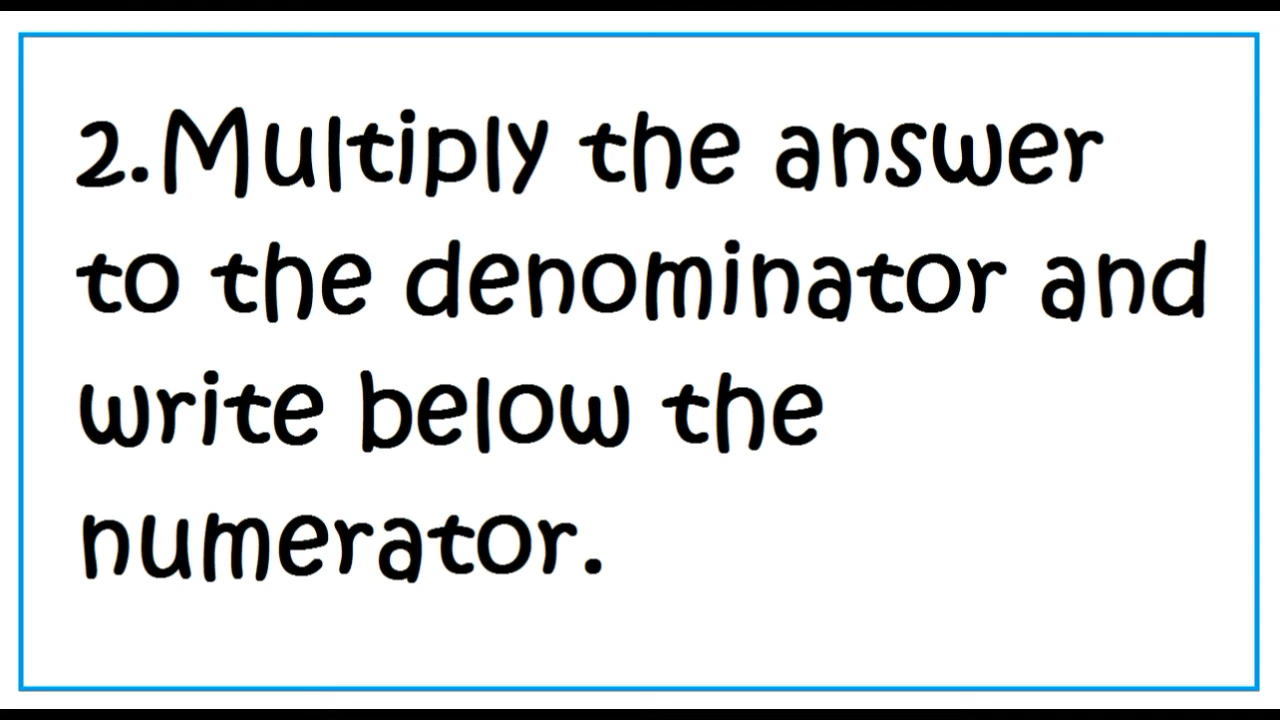 2.Multiply the answer
to the denominator and
write below the
numerator.